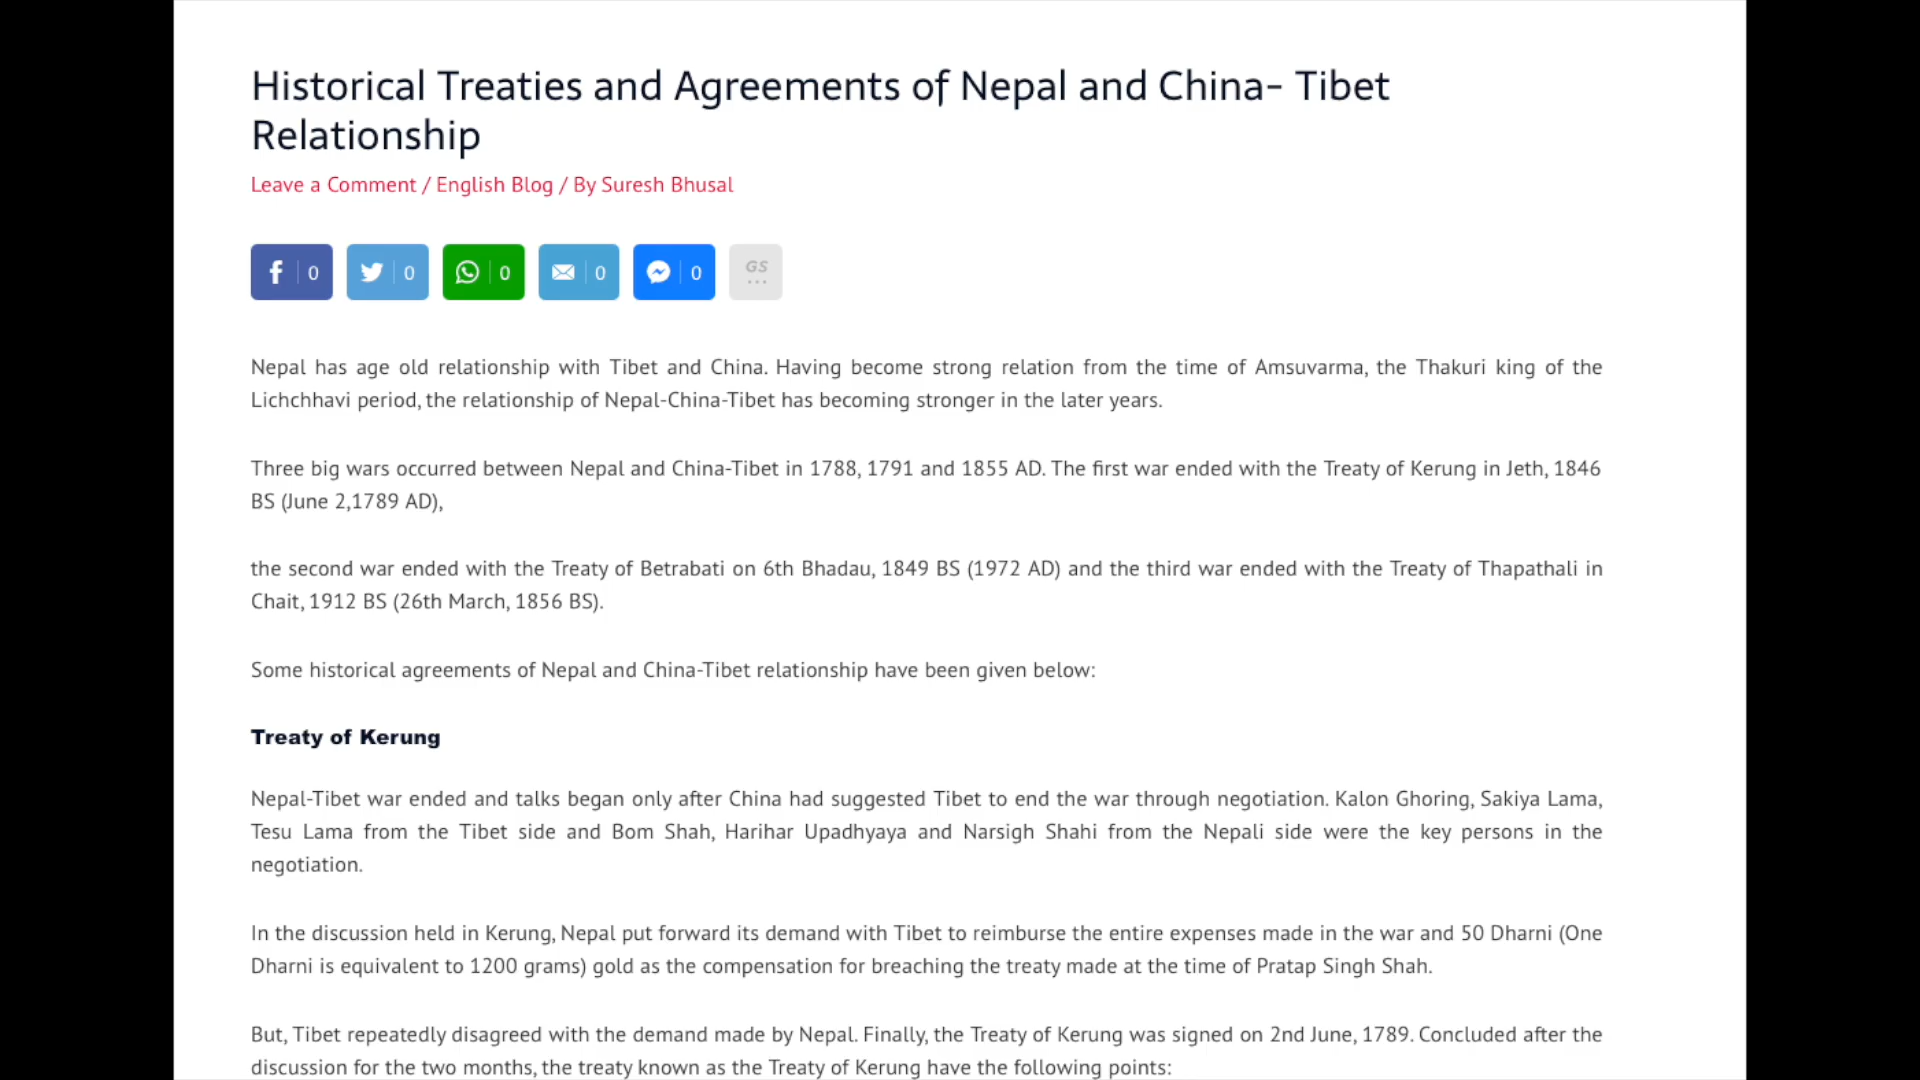 Historical Treaties and Agreements of Nepal and China- Tibet
Relationship
Leave a Comment / English Blog / By Suresh Bhusal
0
0
0
0
0
GS
Nepal has age old relationship with Tibet and China. Having become strong relation from the time of Amsuvarma, the Thakuri king of the
Lichchhavi period, the relationship of Nepal-China-Tibet has becoming stronger in the later years.
Three big wars occurred between Nepal and China-Tibet in 1788, 1791 and 1855 AD. The first war ended with the Treaty of Kerung in Jeth, 1846
BS (June 2,1789 AD),
the second war ended with the Treaty of Betrabati on 6th Bhadau, 1849 BS (1972 AD) and the third war ended with the Treaty of Thapathali in
Chait, 1912 BS (26th March, 1856 BS).
Some historical agreements of Nepal and China-Tibet relationship have been given below:
Treaty of Kerung
Nepal-Tibet war ended and talks began only after China had suggested Tibet to end the war through negotiation. Kalon Ghoring, Sakiya Lama,
Tesu Lama from the Tibet side and Bom Shah, Harihar Upadhyaya and Narsigh Shahi from the Nepali side were the key persons in the
negotiation.
In the discussion held in Kerung, Nepal put forward its demand with Tibet to reimburse the entire expenses made in the war and 50 Dharni (One
Dharni is equivalent to 1200 grams) gold as the compensation for breaching the treaty made at the time of Pratap Singh Shah.
But, Tibet repeatedly disagreed with the demand made by Nepal. Finally, the Treaty of Kerung was signed on 2nd June, 1789. Concluded after the
discussion for the two months, the treaty known as the Treaty of Kerung have the following points: